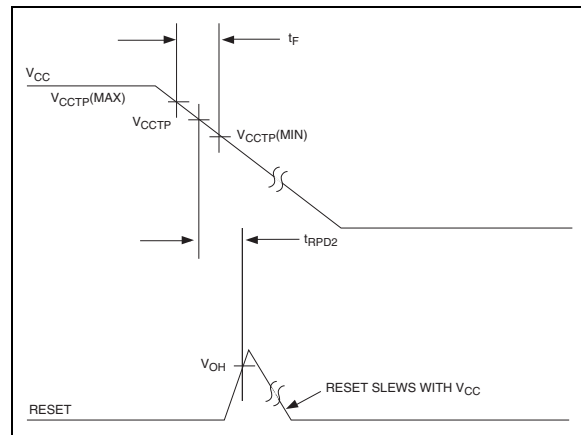 tF
VCC
VCCTP(MAX)
VCCTP
VCCTP(MIN)
tRPD2
VOH
RESET SLEWS WITH VCC
RESET